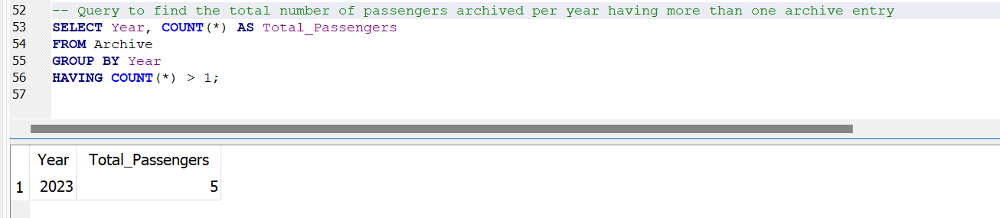 52 -- Query to find the total number of passengers archived per year having more than one archive entry
53 SELECT Year, COUNT(*) AS Total_Passengers
54 FROM Archive
55 GROUP BY Year
56 HAVING COUNT(*) > 1;
57
Year Total_Passengers
1 2023 5